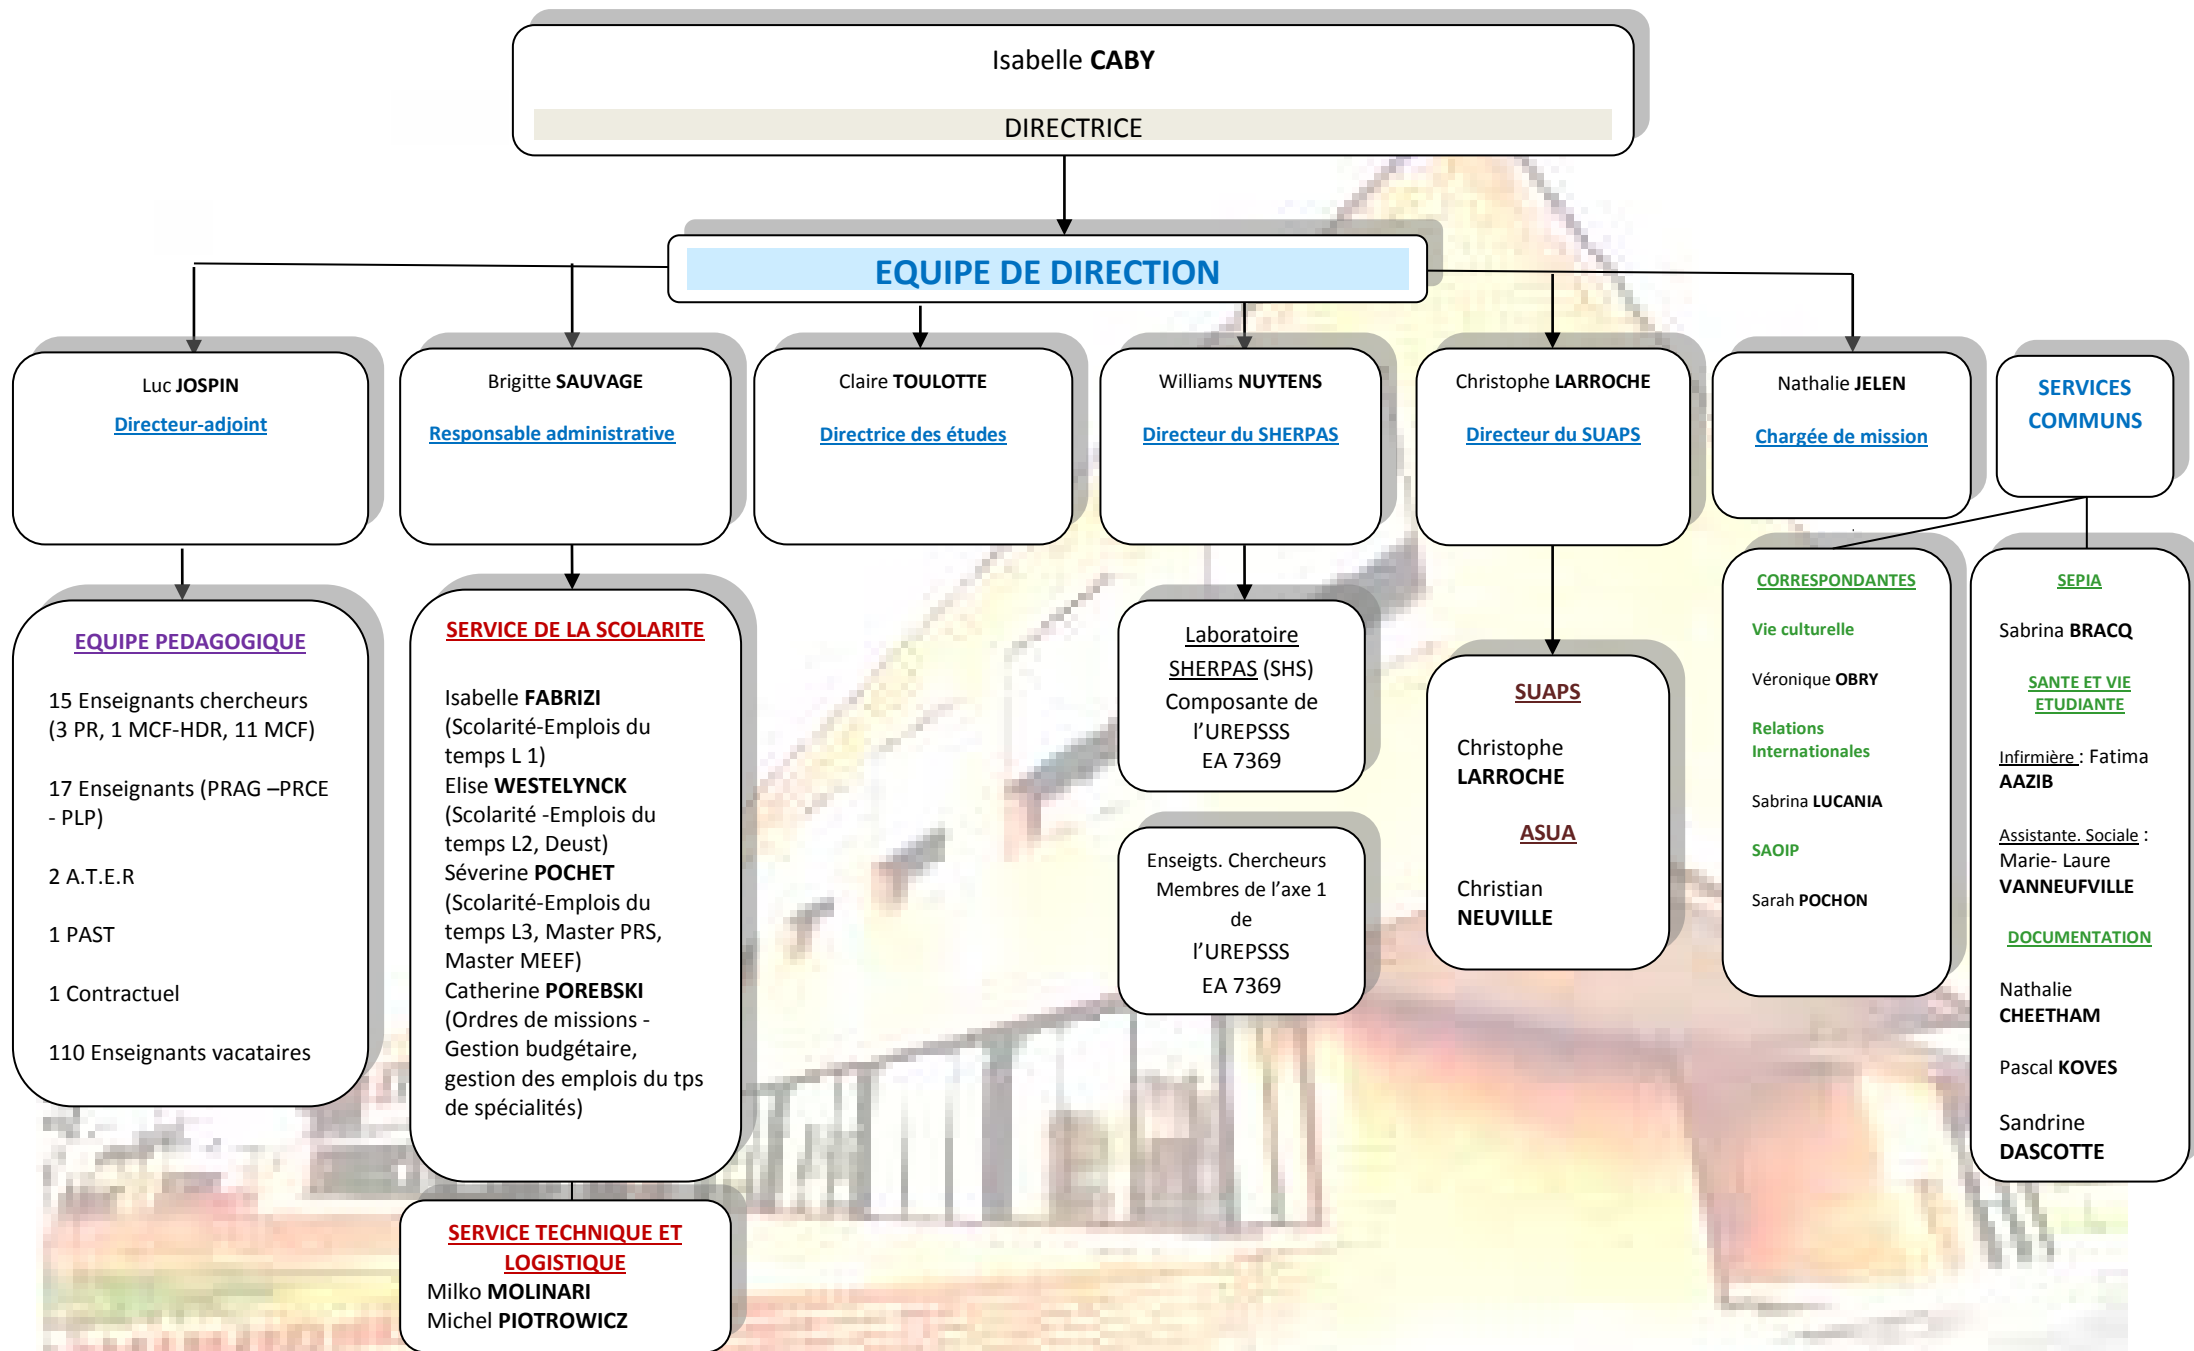 Isabelle CABY
DIRECTRICE
EQUIPE DE DIRECTION
Luc JOSPIN
Directeur-adjoint
Brigitte SAUVAGE
Responsable administrative
Claire TOULOTTE
Directrice des études
Williams NUYTENS
Directeur du SHERPAS
Christophe LARROCHE
Directeur du SUAPS
Nathalie JELEN
Chargée de mission
SERVICES
COMMUNS
EQUIPE PEDAGOGIQUE
15 Enseignants chercheurs
(3 PR, 1 MCF-HDR, 11 MCF)
17 Enseignants (PRAG –PRCE
- PLP)
2 A.T.E.R
1 PAST
1 Contractuel
110 Enseignants vacataires
SERVICE DE LA SCOLARITE
Isabelle FABRIZI
(Scolarité-Emplois du
temps L 1)
Elise WESTELYNCK
(Scolarité -Emplois du
temps L2, Deust)
Séverine POCHET
(Scolarité-Emplois du
temps L3, Master PRS,
Master MEEF)
Catherine POREBSKI
(Ordres de missions -
Gestion budgétaire,
gestion des emplois du tps
de spécialités)
SERVICE TECHNIQUE ET
LOGISTIQUE
Milko MOLINARI
Michel PIOTROWICZ
Laboratoire
SHERPAS (SHS)
Composante de
l’UREPSSS
EA 7369
Enseigts. Chercheurs
Membres de l’axe 1
de
l’UREPSSS
EA 7369
SUAPS
Christophe
LARROCHE
ASUA
Christian
NEUVILLE
CORRESPONDANTES
Vie culturelle
Véronique OBRY
Relations
Internationales
Sabrina LUCANIA
SAOIP
Sarah POCHON
SEPIA
Sabrina BRACQ
SANTE ET VIE
ETUDIANTE
Infirmière : Fatima
AAZIB
Assistante. Sociale :
Marie- Laure
VANNEUFVILLE
DOCUMENTATION
Nathalie
CHEETHAM
Pascal KOVES
Sandrine
DASCOTTE